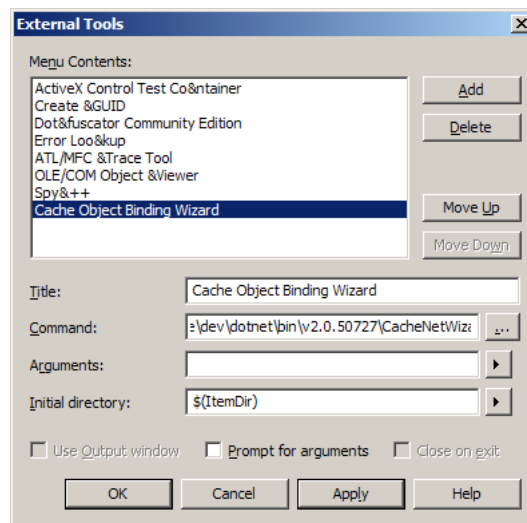 External Tools
Menu Contents:
ActiveX Control Test Co&ntainer
Create &GUID
Dot&fuscator Community Edition
Error Loo&kup
ATL/MFC &Trace Tool
OLE/COM Object &Viewer
Spy&++
Cache Object Binding Wizard
Add
Delete
Move Up
Move Down
Title:
Cache Object Binding Wizard
Command:
e\dev\dotnet\bin\v2.0.50727\CacheNetWiza
...
Arguments:
Initial directory:
$(ItemDir)
Use Output window
Prompt for arguments
Close on exit
OK
Cancel
Apply
Help